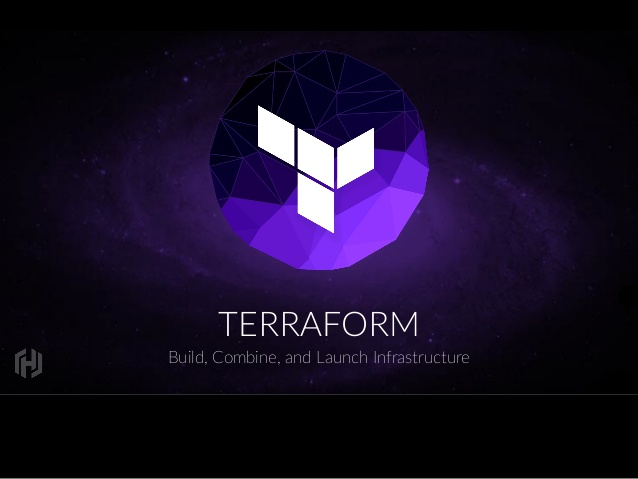 TERRAFORM
Build, Combine, and Launch Infrastructure